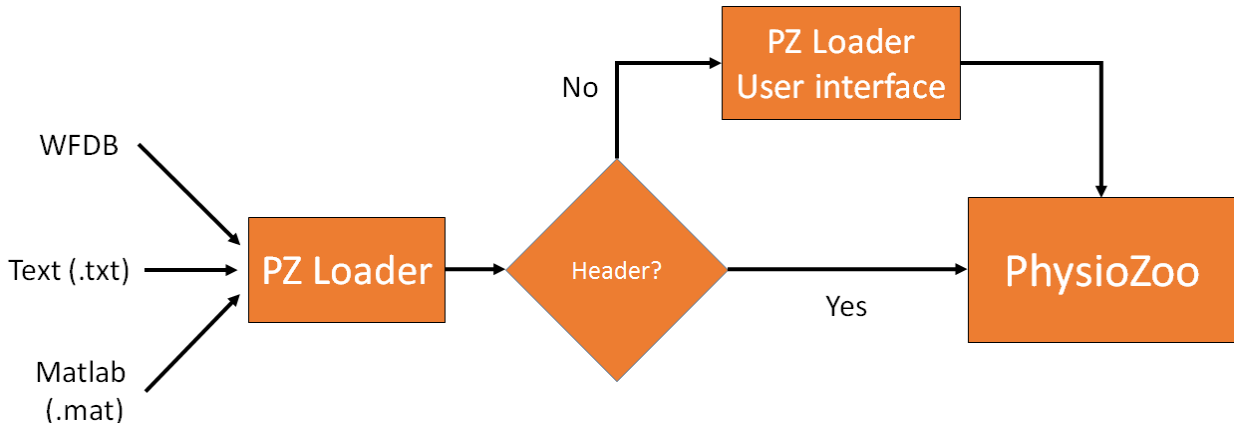 PZ Loader
User interface
No
WFDB
Text (.txt)
PZ Loader
Header?
PhysioZoo
Yes
Matlab
(.mat)